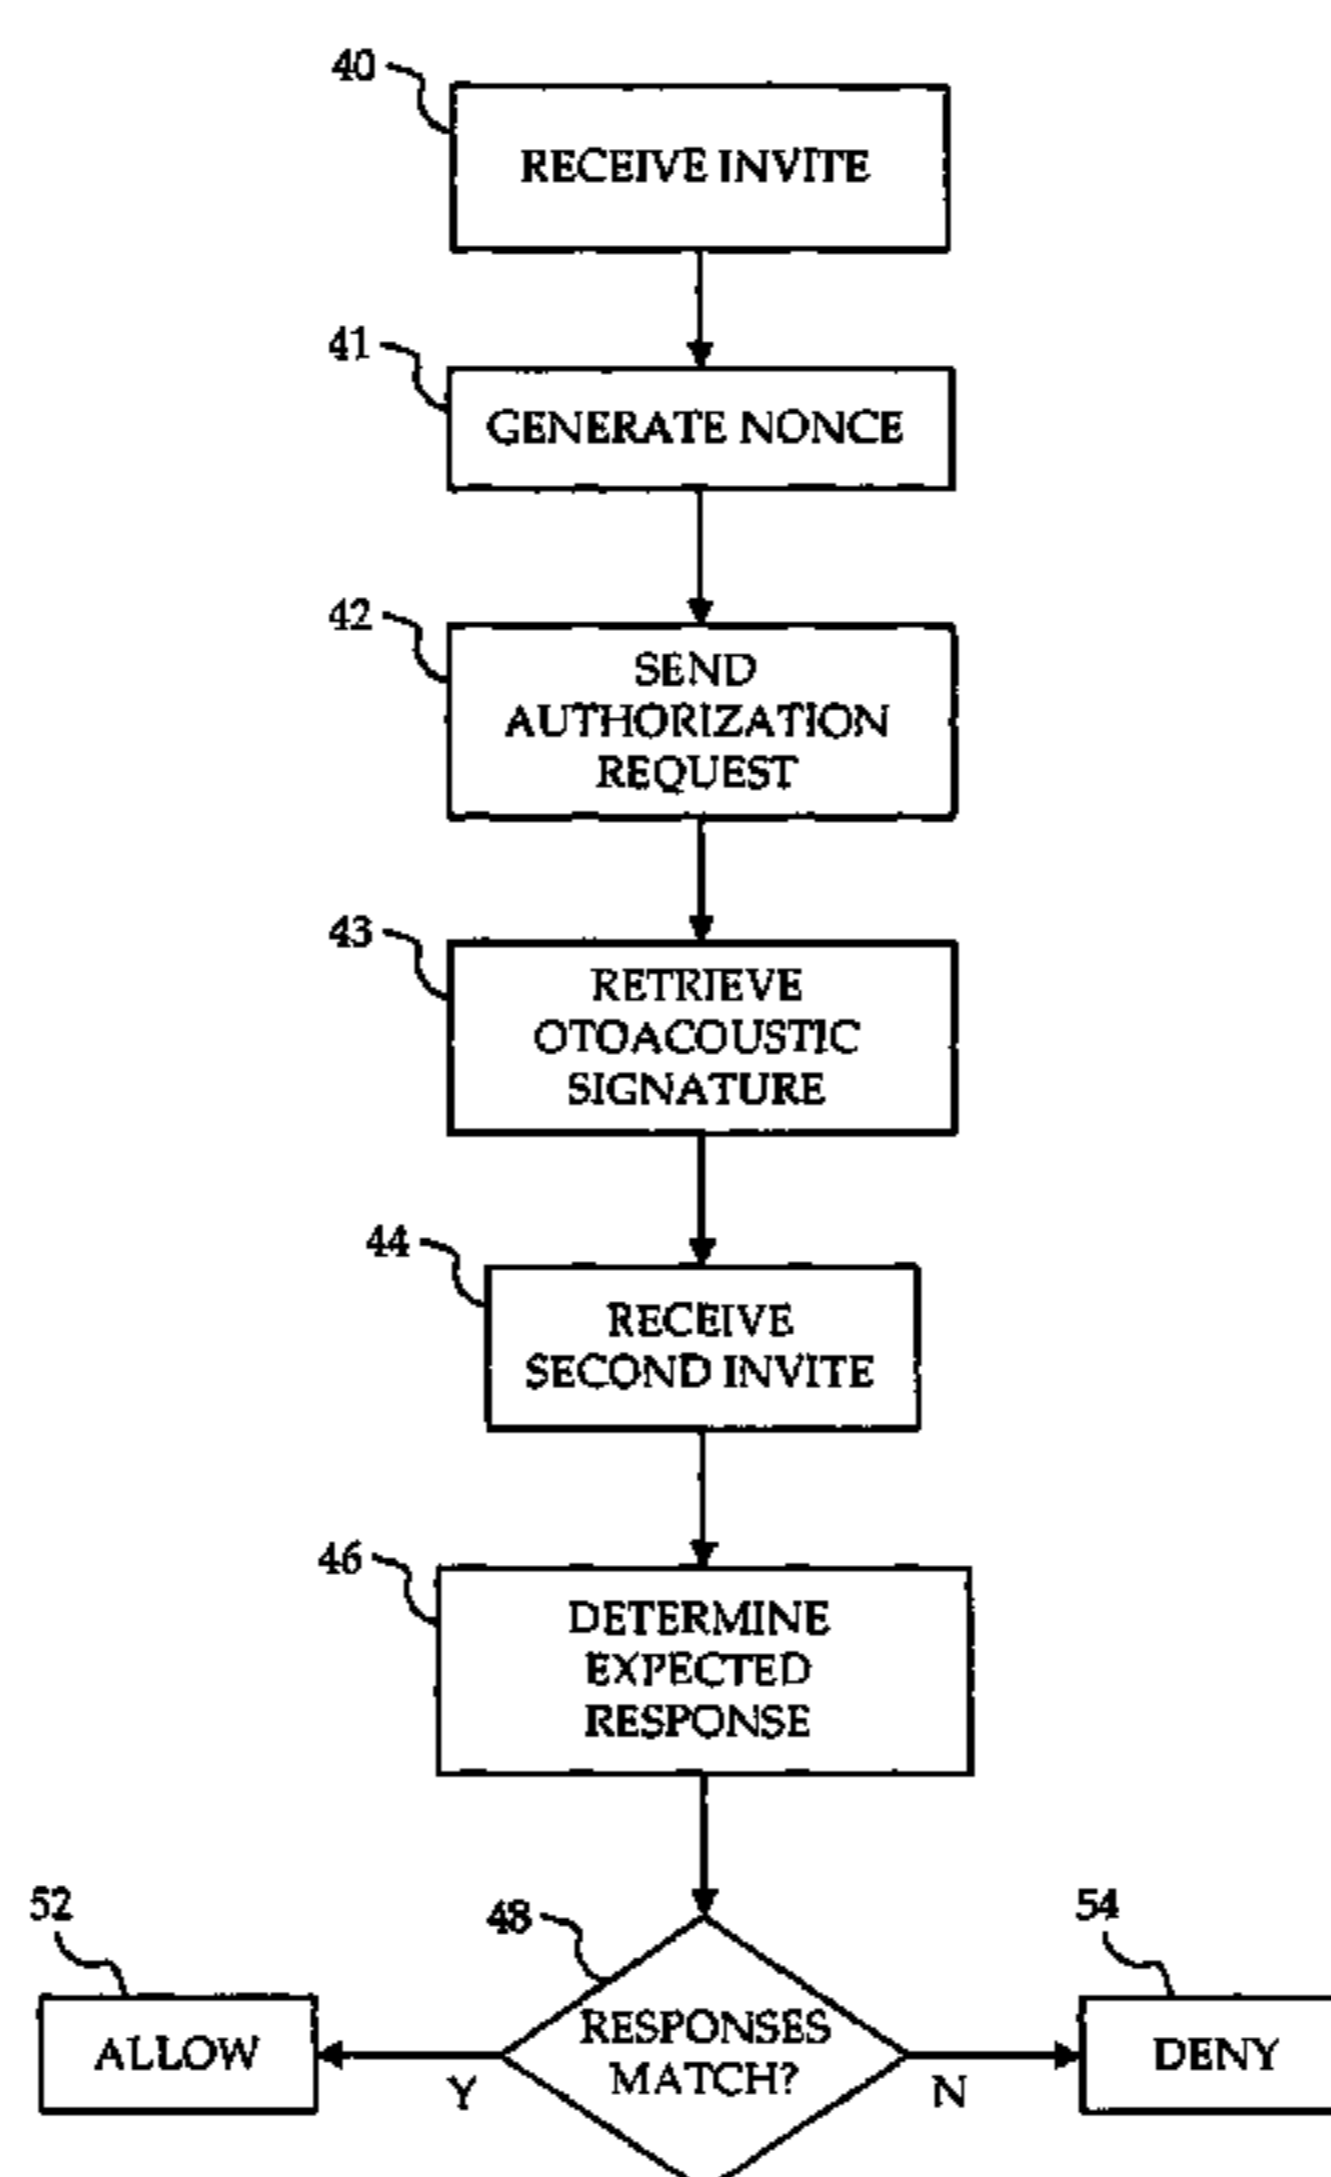 40
RECEIVE INVITE
41
GENERATE NONCE
42
SEND
AUTHORIZATION
REQUEST
43
RETRIEVE
OTOACOUSTIC
SIGNATURE
44
RECEIVE
SECOND INVITE
46
DETERMINE
EXPECTED
RESPONSE
52
48
54
ALLOW
RESPONSES
MATCH?
DENY
Y
N